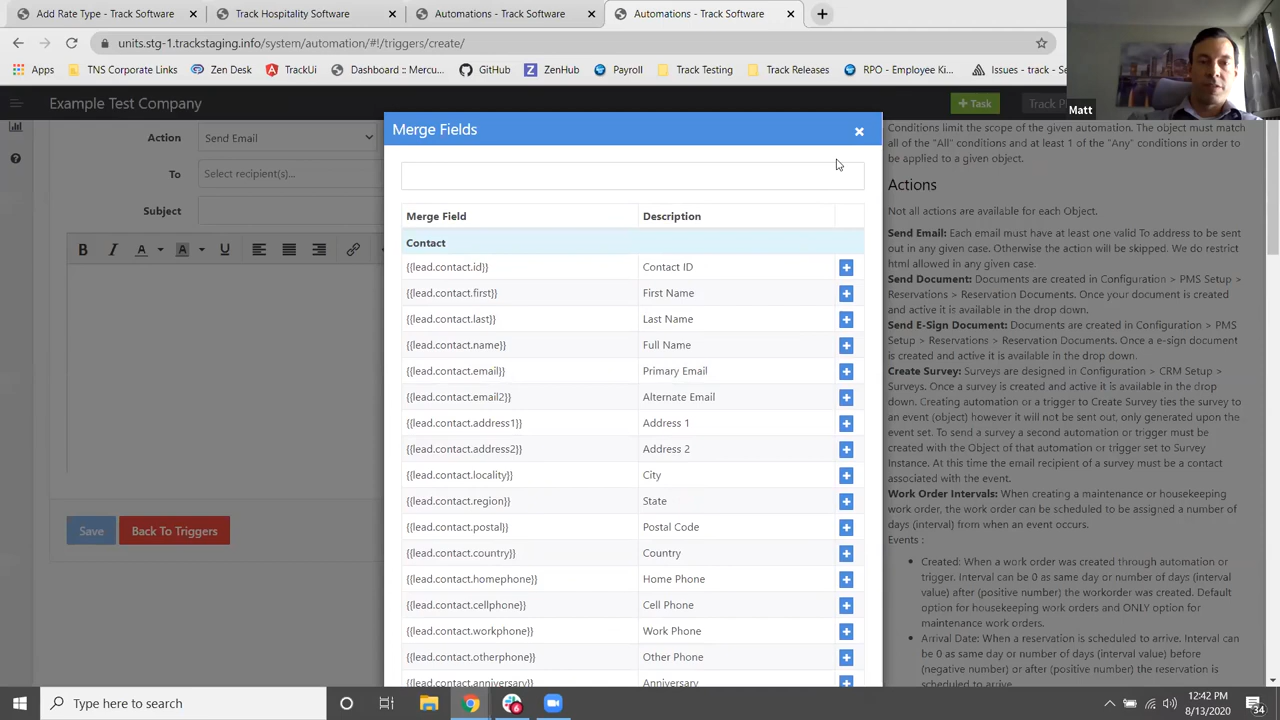 Add Rate Type - Track Software
Track Hospitality Software
Automations - Track Software
Automations - Track Software
units.stg-1.trackstaging.info/system/automation/#!/triggers/create/
Apps
TNS Corporate Links
Zen Desk
TrackUi
Dashboard :: Mercu...
GitHub
ZenHub
Payroll
Track Testing
RPO - Employee Ki...
Issues - track - Se...
Example Test Company
+ Task
Track P
Matt
Action
Send Email
To
Select recipient(s)...
Subject
B I A A U
Save
Back To Triggers
Merge Fields
Merge Field Description
Contact
{{lead.contact.id}} Contact ID
{{lead.contact.first}} First Name
{{lead.contact.last}} Last Name
{{lead.contact.name}} Full Name
{{lead.contact.email}} Primary Email
{{lead.contact.email2}} Alternate Email
{{lead.contact.address1}} Address 1
{{lead.contact.address2}} Address 2
{{lead.contact.locality}} City
{{lead.contact.region}} State
{{lead.contact.postal}} Postal Code
{{lead.contact.country}} Country
{{lead.contact.homephone}} Home Phone
{{lead.contact.cellphone}} Cell Phone
{{lead.contact.workphone}} Work Phone
{{lead.contact.otherphone}} Other Phone
{{lead.contact.anniversary}} Anniversary
Conditions limit the scope of the given automation. The object must match
all of the "All" conditions and at least 1 of the "Any" conditions in order to
be applied to a given object.
Actions
Not all actions are available for each Object.
Send Email: Each email must have at least one valid To address to be sent
out in any given case. Otherwise the action will be skipped. We do restrict
html allowed in any given case.
Send Document: Documents are created in Configuration > PMS Setup >
Reservations > Reservation Documents. Once your document is created
and active it is available in the drop down.
Send E-Sign Document: Documents are created in Configuration > PMS
Setup > Reservations > Reservation Documents. Once a e-sign document
is created and active it is available in the drop down.
Create Survey: Surveys are designed in Configuration > CRM Setup >
Surveys. Once a survey is created and active it is available in the drop
down. Creating automation or a trigger to Create Survey ties the survey to
an event (object) however it will not be sent out, only generated upon the
event set. To send a survey a second automation or trigger must be
created with the Object of that automation or trigger set to Survey
Instance. At this time the email recipient of a survey must be a contact
associated with the event.
Work Order Intervals: When creating a maintenance or housekeeping
work order, the work order can be scheduled to be assigned a number of
days (interval) from when an event occurs.
Events :
Created: When a work order was created through automation or
trigger. Interval can be 0 as same day or number of days (interval
value) after (positive number) the workorder was created. Default
option for housekeeping work orders and ONLY option for
maintenance work orders.
Arrival Date: When a reservation is scheduled to arrive. Interval can
be 0 as same day or number of days (interval value) before
(negative number) or after (positive number) the reservation is
scheduled to arrive.
Type here to search
12:42 PM
8/13/2020
34